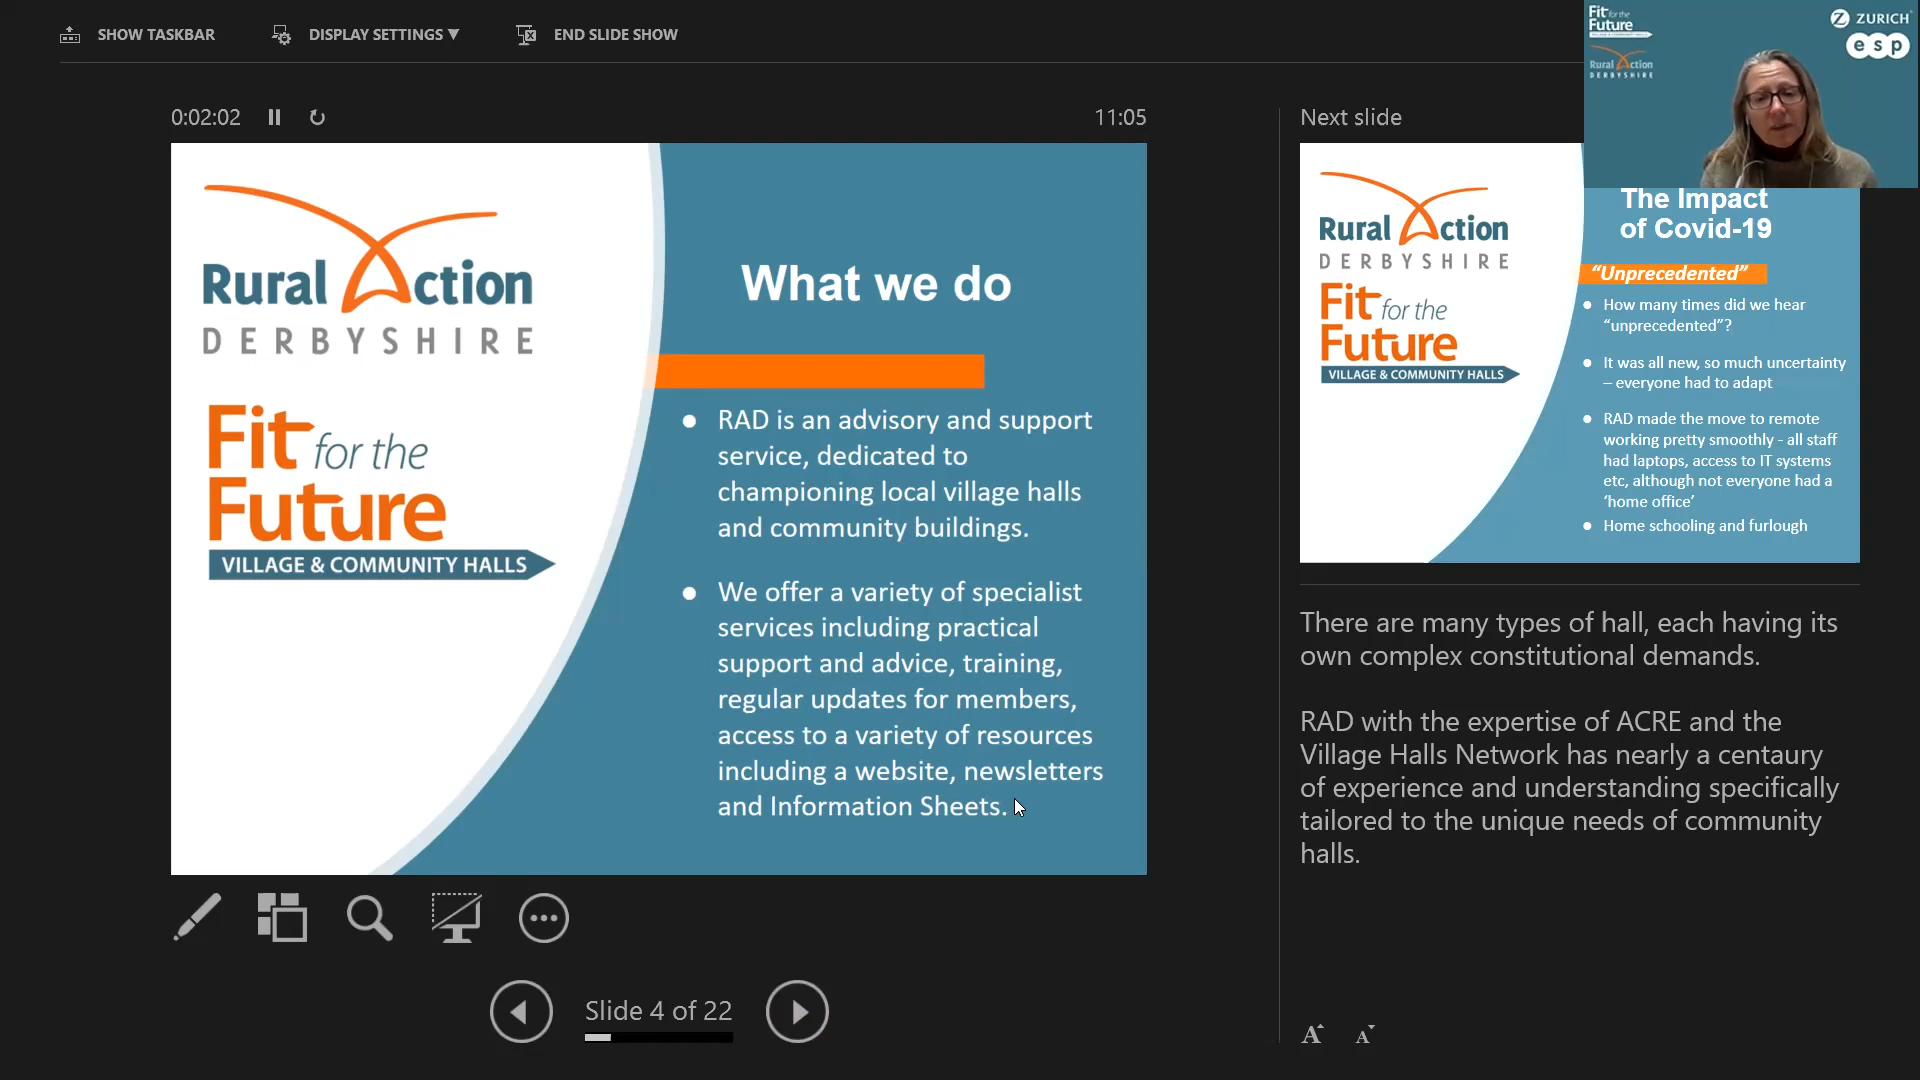 SHOW TASKBAR
DISPLAY SETTINGS ▼
END SLIDE SHOW
0:02:02
11:05
Rural Action
DERBYSHIRE
Fit for the
Future
VILLAGE & COMMUNITY HALLS
What we do
● RAD is an advisory and support
service, dedicated to
championing local village halls
and community buildings.
● We offer a variety of specialist
services including practical
support and advice, training,
regular updates for members,
access to a variety of resources
including a website, newsletters
and Information Sheets.
Slide 4 of 22
Next slide
Fit for the
Future
Rural Action
DERBYSHIRE
ZURICH
esp
Rural Action
DERBYSHIRE
Fit for the
Future
VILLAGE & COMMUNITY HALLS
The Impact
of Covid-19
“Unprecedented”
● How many times did we hear
“unprecedented”?
● It was all new, so much uncertainty
– everyone had to adapt
● RAD made the move to remote
working pretty smoothly - all staff
had laptops, access to IT systems
etc, although not everyone had a
‘home office’
● Home schooling and furlough
There are many types of hall, each having its
own complex constitutional demands.
RAD with the expertise of ACRE and the
Village Halls Network has nearly a centaury
of experience and understanding specifically
tailored to the unique needs of community
halls.
A A